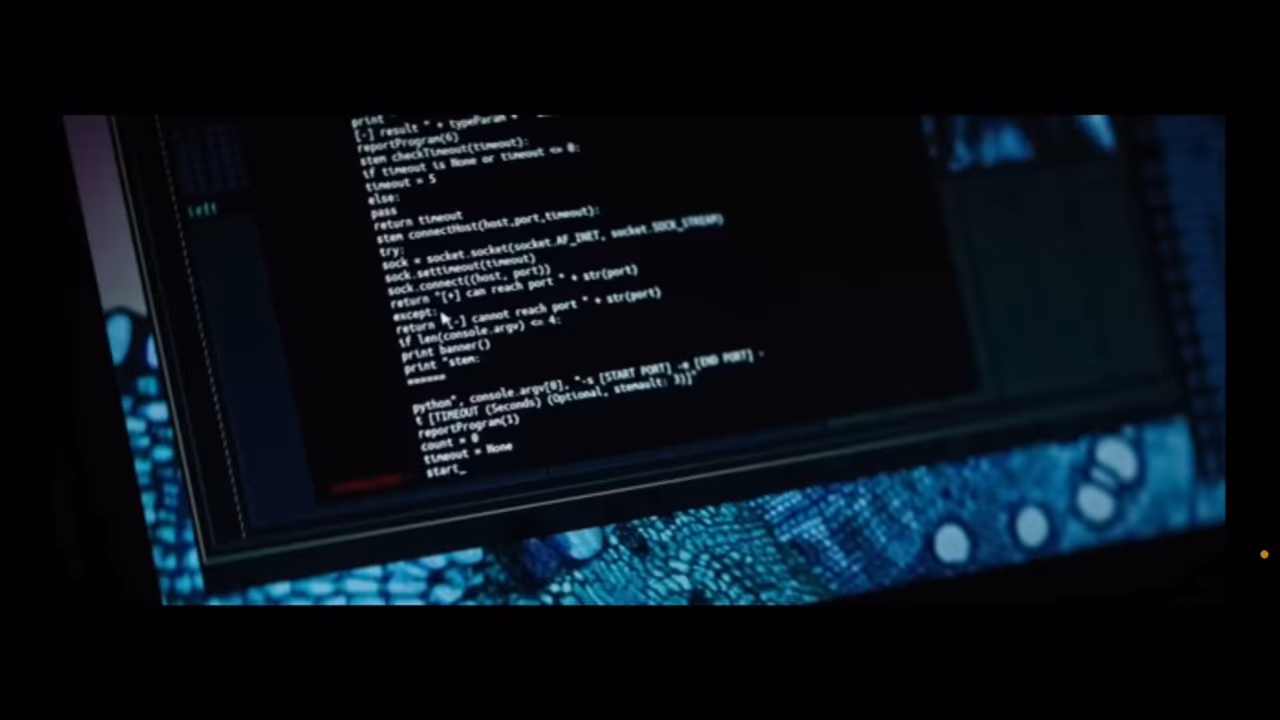 print "
[-] result " + typeParam +
reportProgram(6)
stem checkTimeout(timeout):
if timeout is None or timeout <= 0:
timeout = 5
else:
pass
return timeout
stem connectHost(host,port,timeout):
try:
sock = socket.socket(socket.AF_INET, socket.SOCK_STREAM)
sock.settimeout(timeout)
sock.connect((host, port))
return "[+] can reach port " + str(port)
except:
return "[-] cannot reach port " + str(port)
if len(console.argv) <= 4:
print banner()
print "stem:
======
python", console.argv[0], "-s [START PORT] -e [END PORT] -
t [TIMEOUT (Seconds) (Optional, stemault: 3)]"
reportProgram(1)
count = 0
timeout = None
start_
left